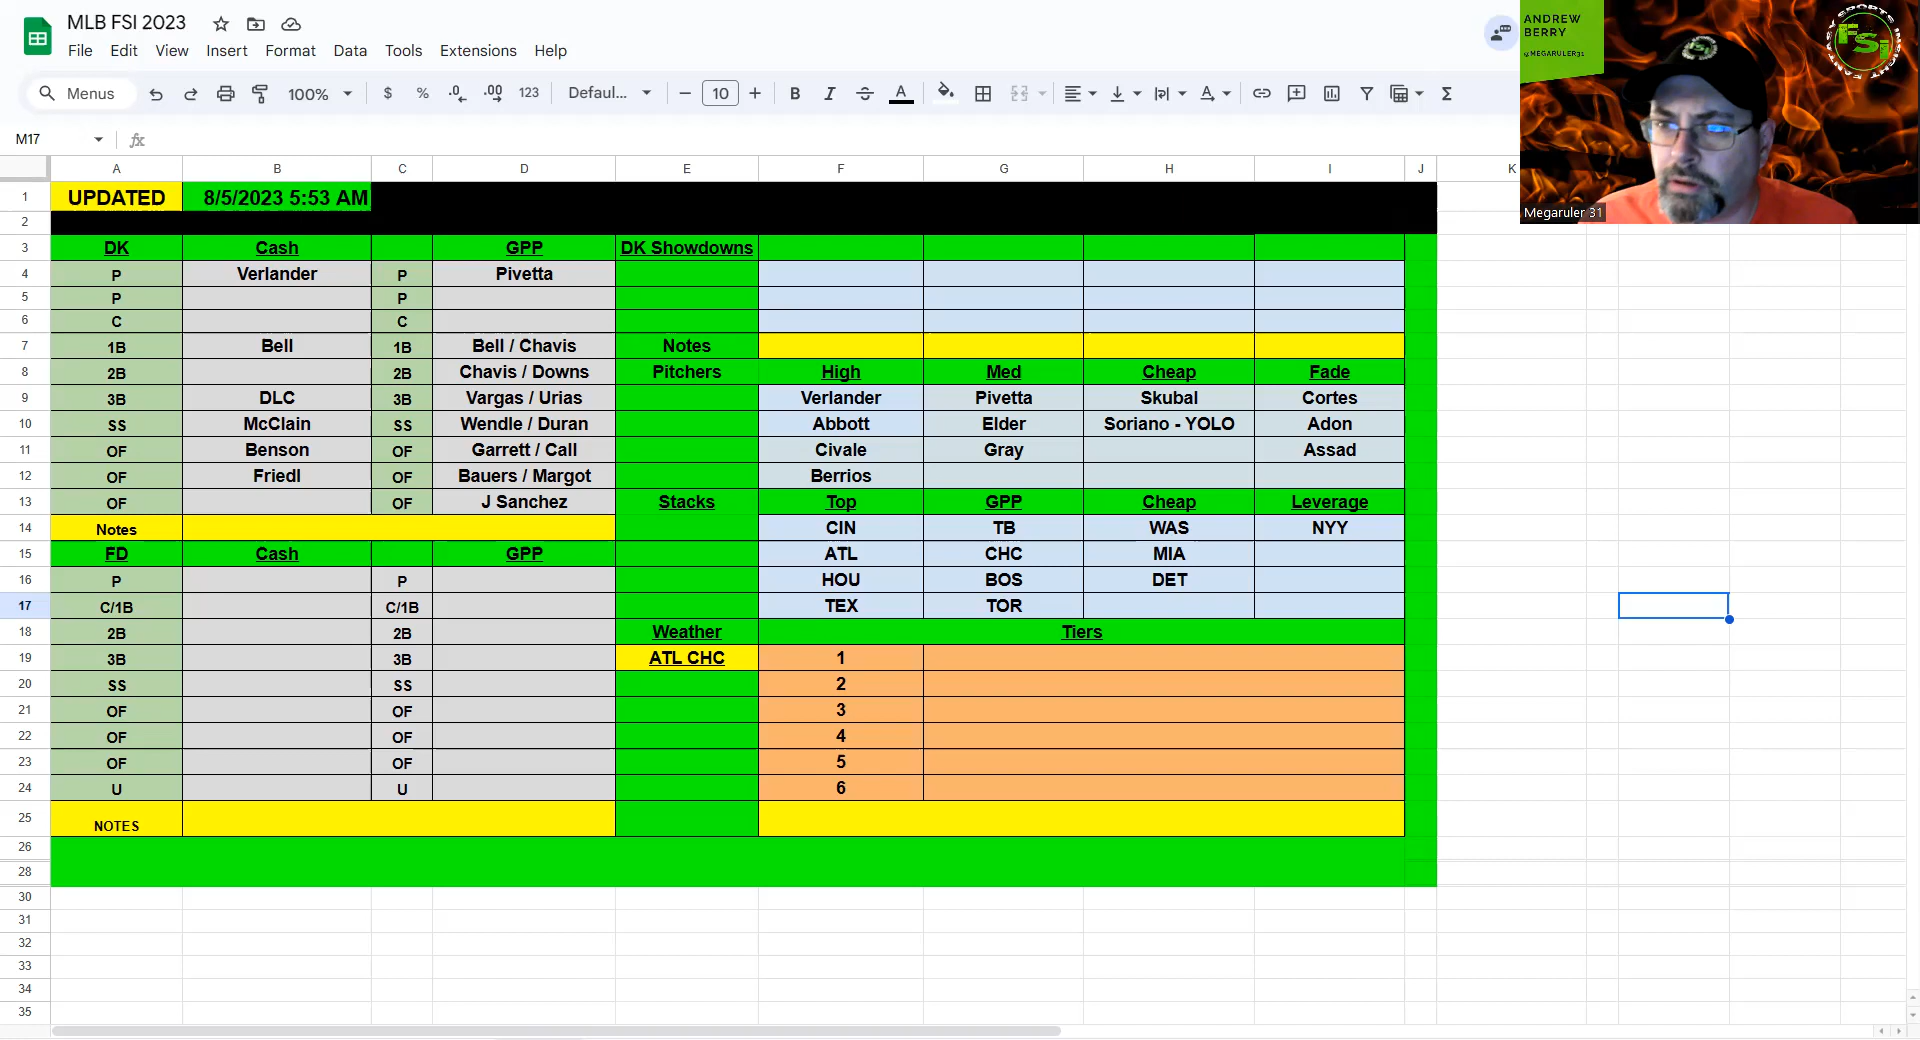 MLB FSI 2023
File Edit View Insert Format Data Tools Extensions Help
Menus 100% $ % .0 .00 123 Defaul... 10 B I A Σ
M17 fx
A B C D E F G H I J K
1 UPDATED 8/5/2023 5:53 AM
2
3 DK Cash GPP DK Showdowns
4 P Verlander P Pivetta
5 P P
6 C C
7 1B Bell 1B Bell / Chavis Notes
8 2B 2B Chavis / Downs Pitchers High Med Cheap Fade
9 3B DLC 3B Vargas / Urias Verlander Pivetta Skubal Cortes
10 SS McClain SS Wendle / Duran Abbott Elder Soriano - YOLO Adon
11 OF Benson OF Garrett / Call Civale Gray Assad
12 OF Friedl OF Bauers / Margot Berrios
13 OF OF J Sanchez Stacks Top GPP Cheap Leverage
14 Notes CIN TB WAS NYY
15 FD Cash GPP ATL CHC MIA
16 P P HOU BOS DET
17 C/1B C/1B TEX TOR
18 2B 2B Weather Tiers
19 3B 3B ATL CHC 1
20 SS SS 2
21 OF OF 3
22 OF OF 4
23 OF OF 5
24 U U 6
25 NOTES
26
28
30
31
32
33
34
35
ANDREW
BERRY
@MEGARULER31
FANTASY SPORTS INSIGHT
FSi
Megaruler 31